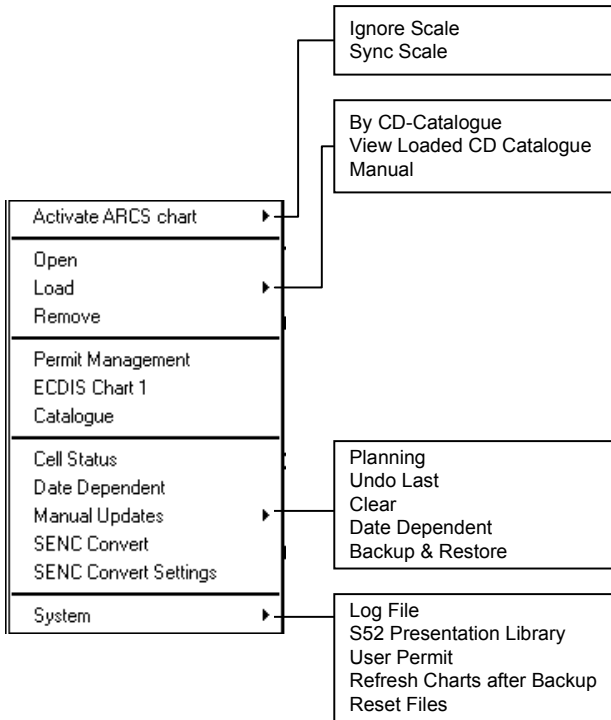 Ignore Scale
Sync Scale
By CD-Catalogue
View Loaded CD Catalogue
Manual
Activate ARCS chart
Open
Load
Remove
Permit Management
ECDIS Chart 1
Catalogue
Cell Status
Date Dependent
Manual Updates
SENC Convert
SENC Convert Settings
System
Planning
Undo Last
Clear
Date Dependent
Backup & Restore
Log File
S52 Presentation Library
User Permit
Refresh Charts after Backup
Reset Files